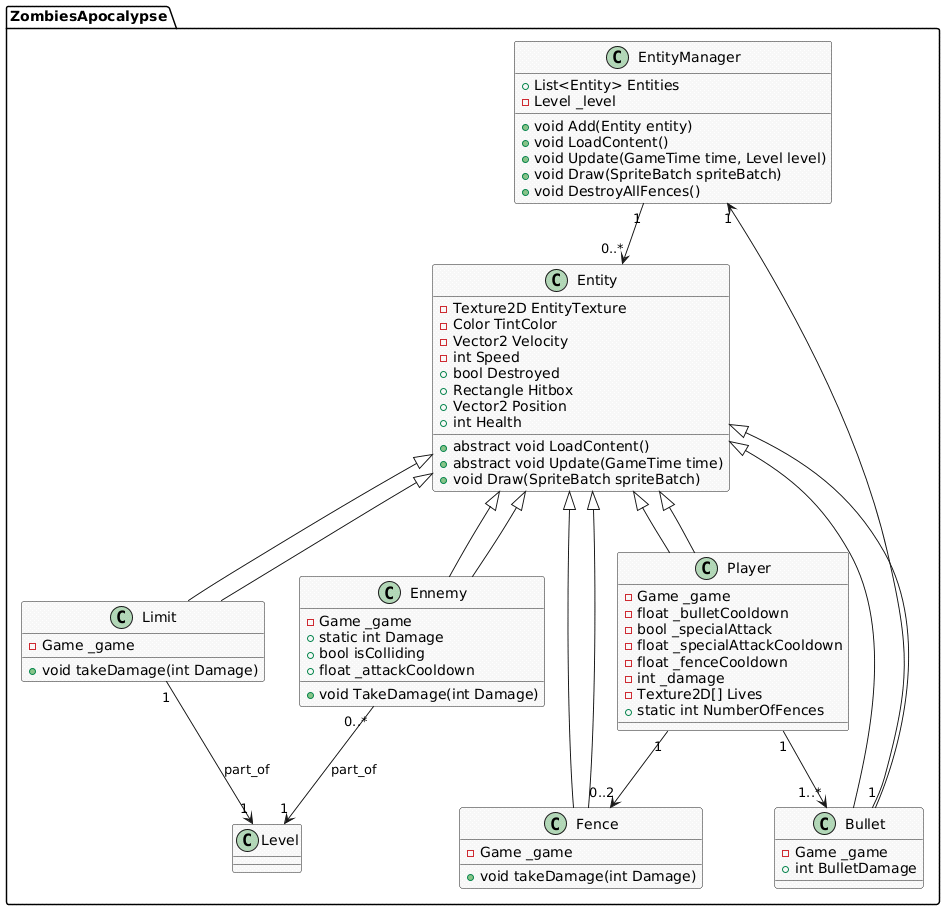 ZombiesApocalypse
C EntityManager
List<Entity> Entities
Level _level
void Add(Entity entity)
void LoadContent()
void Update(GameTime time, Level level)
void Draw(SpriteBatch spriteBatch)
void DestroyAllFences()
1
1
0..*
C Entity
Texture2D EntityTexture
Color TintColor
Vector2 Velocity
int Speed
bool Destroyed
Rectangle Hitbox
Vector2 Position
int Health
abstract void LoadContent()
abstract void Update(GameTime time)
void Draw(SpriteBatch spriteBatch)
C Limit
Game _game
void takeDamage(int Damage)
1
C Ennemy
Game _game
static int Damage
bool isColliding
float _attackCooldown
void TakeDamage(int Damage)
0..*
C Player
Game _game
float _bulletCooldown
bool _specialAttack
float _specialAttackCooldown
float _fenceCooldown
int _damage
Texture2D[] Lives
static int NumberOfFences
1
1
part_of
part_of
1
1
0..2
1..*
1
C Level
C Fence
Game _game
void takeDamage(int Damage)
C Bullet
Game _game
int BulletDamage